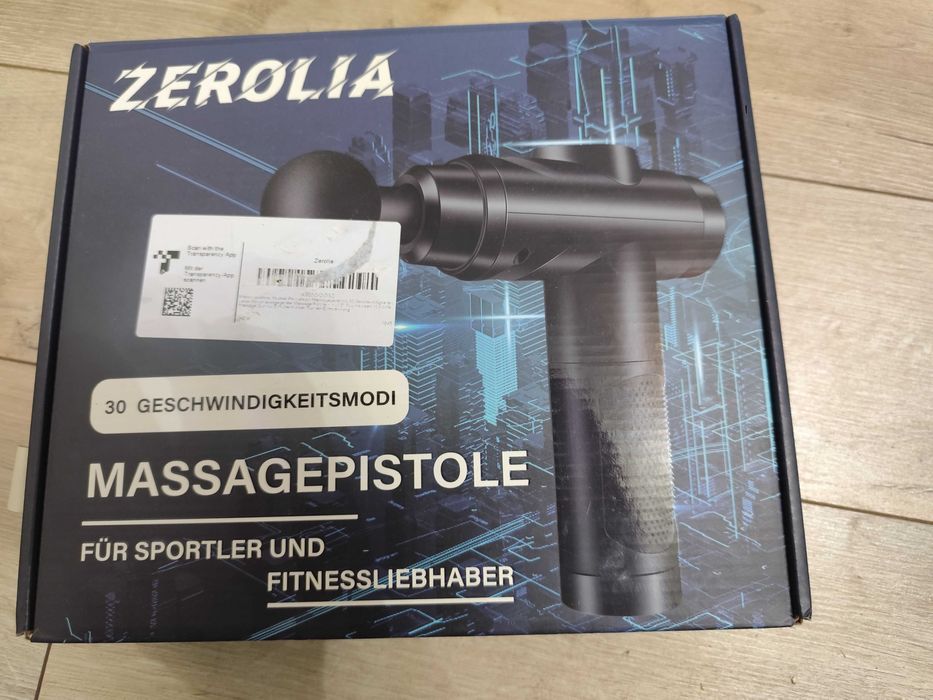 ZEROLIA
Scan with the
Transparency App
Mit der
Transparency-App
scannen
Zerolia
30 GESCHWINDIGKEITSMODI
MASSAGEPISTOLE
FÜR SPORTLER UND
FITNESSLIEBHABER